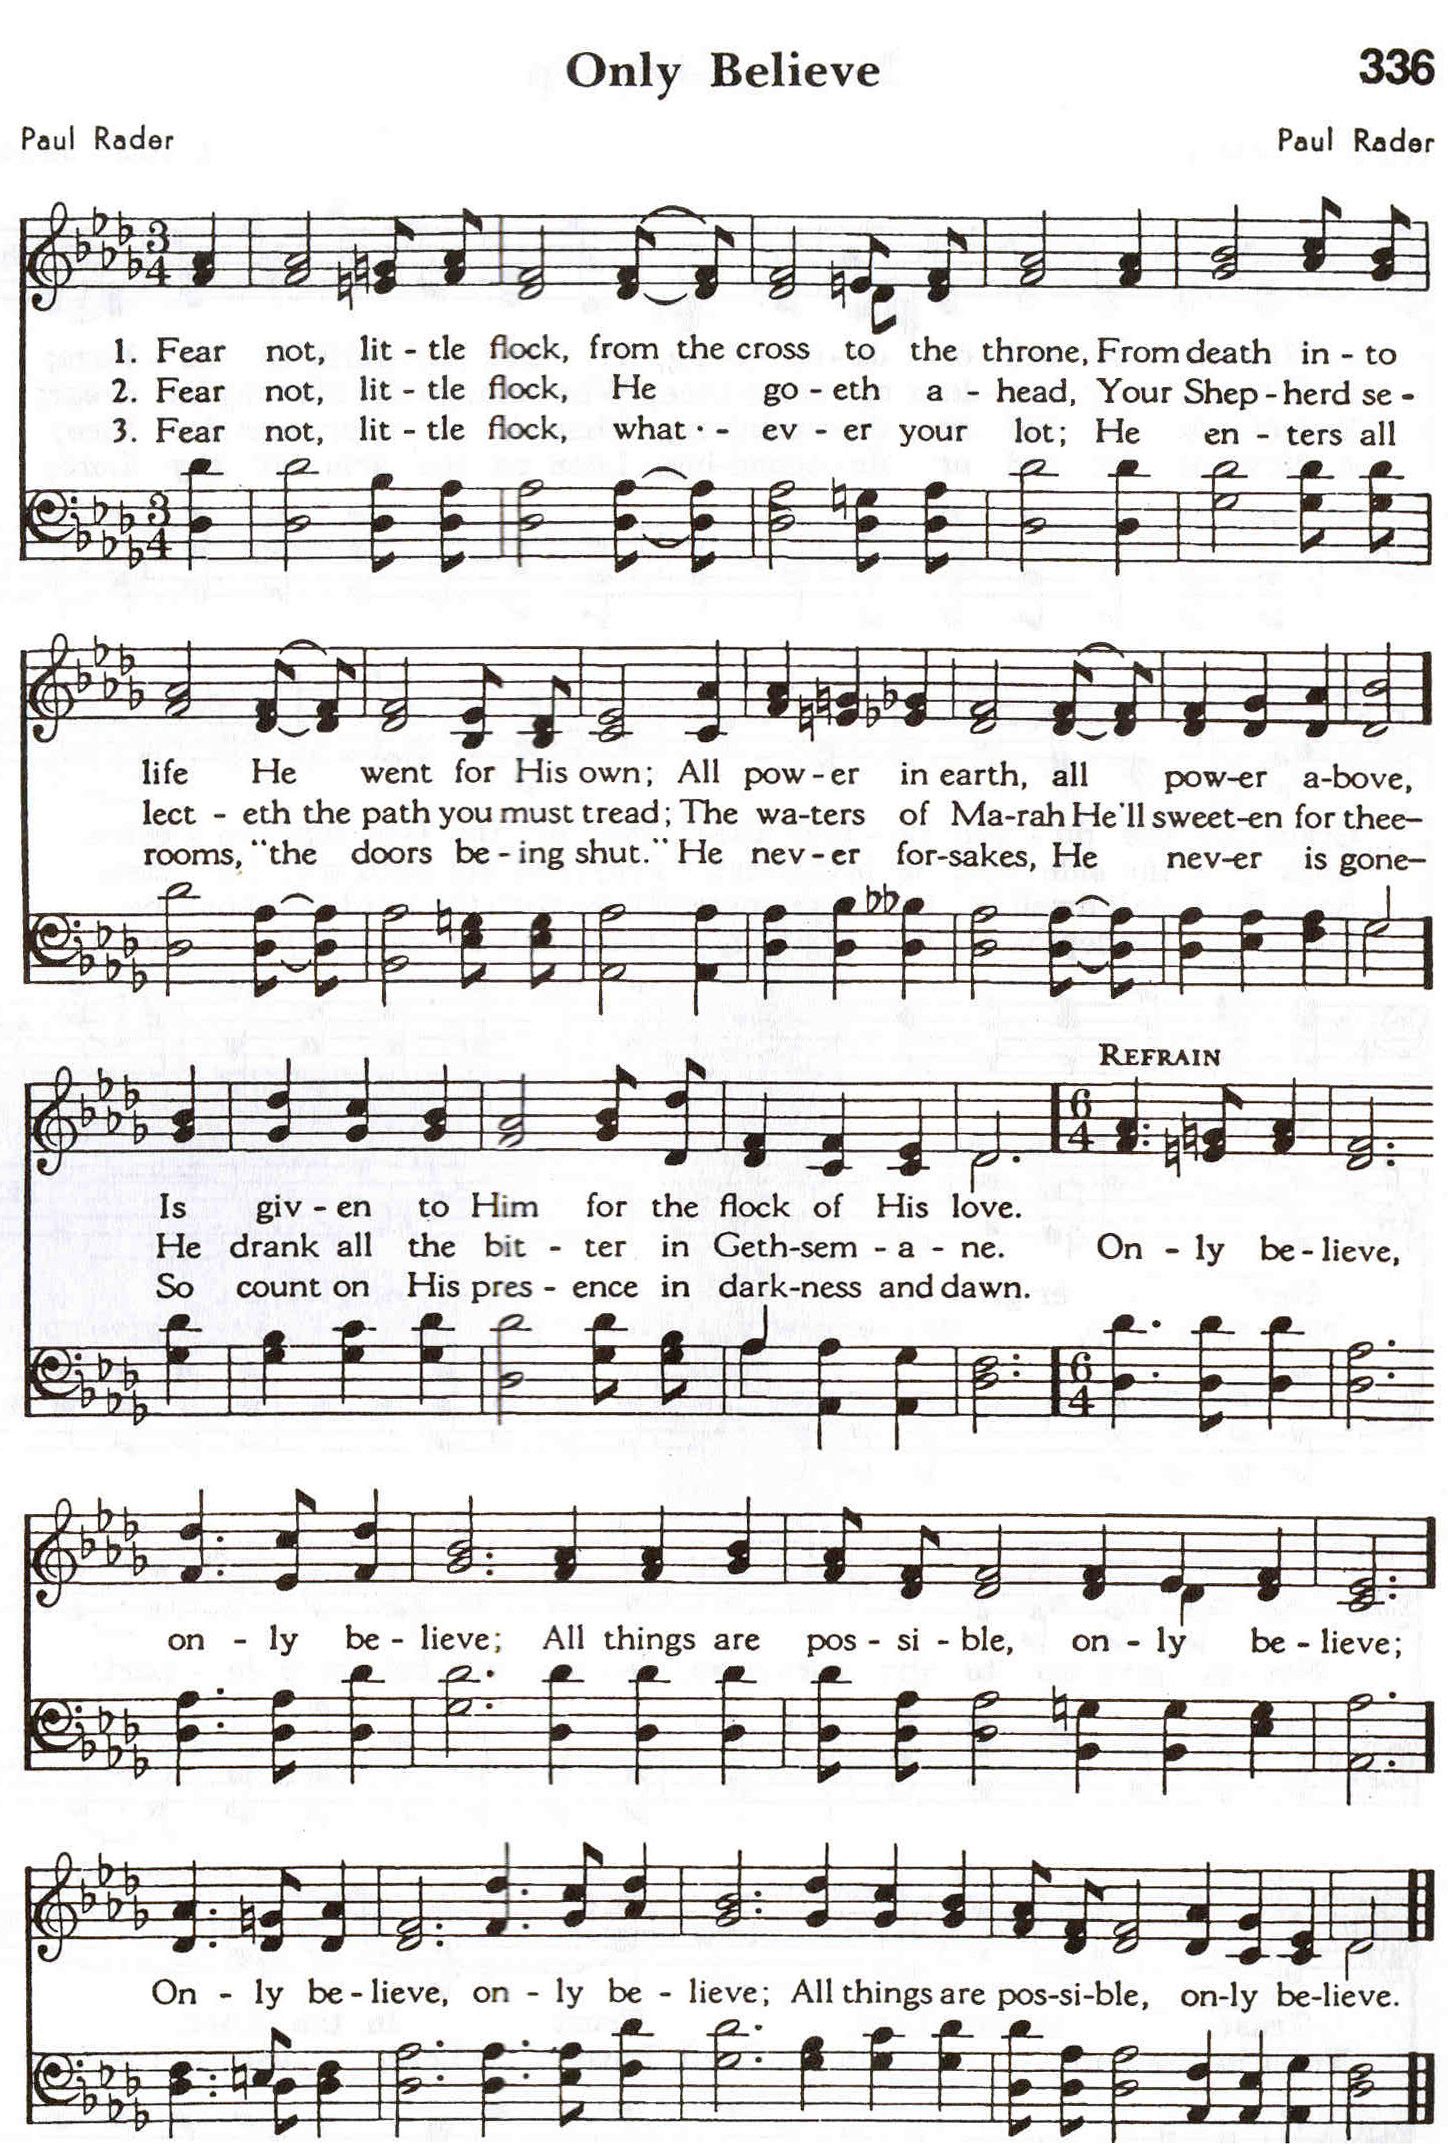 Only Believe
336
Paul Rader
Paul Rader
1. Fear not, lit - tle flock, from the cross to the throne, From death in - to
2. Fear not, lit - tle flock, He go - eth a - head, Your Shep - herd se -
3. Fear not, lit - tle flock, what - - ev - er your lot; He en - ters all
life He went for His own; All pow - er in earth, all pow-er a-bove,
lect - eth the path you must tread; The wa-ters of Ma-rah He'll sweet-en for thee—
rooms, "the doors be - ing shut." He nev - er for-sakes, He nev-er is gone—
REFRAIN
Is giv - en to Him for the flock of His love.
He drank all the bit - ter in Geth-sem - a - ne. On - ly be - lieve,
So count on His pres - ence in dark-ness and dawn.
on - ly be - lieve; All things are pos - si - ble, on - ly be - lieve;
On - ly be - lieve, on - ly be - lieve; All things are pos-si-ble, on-ly be-lieve.